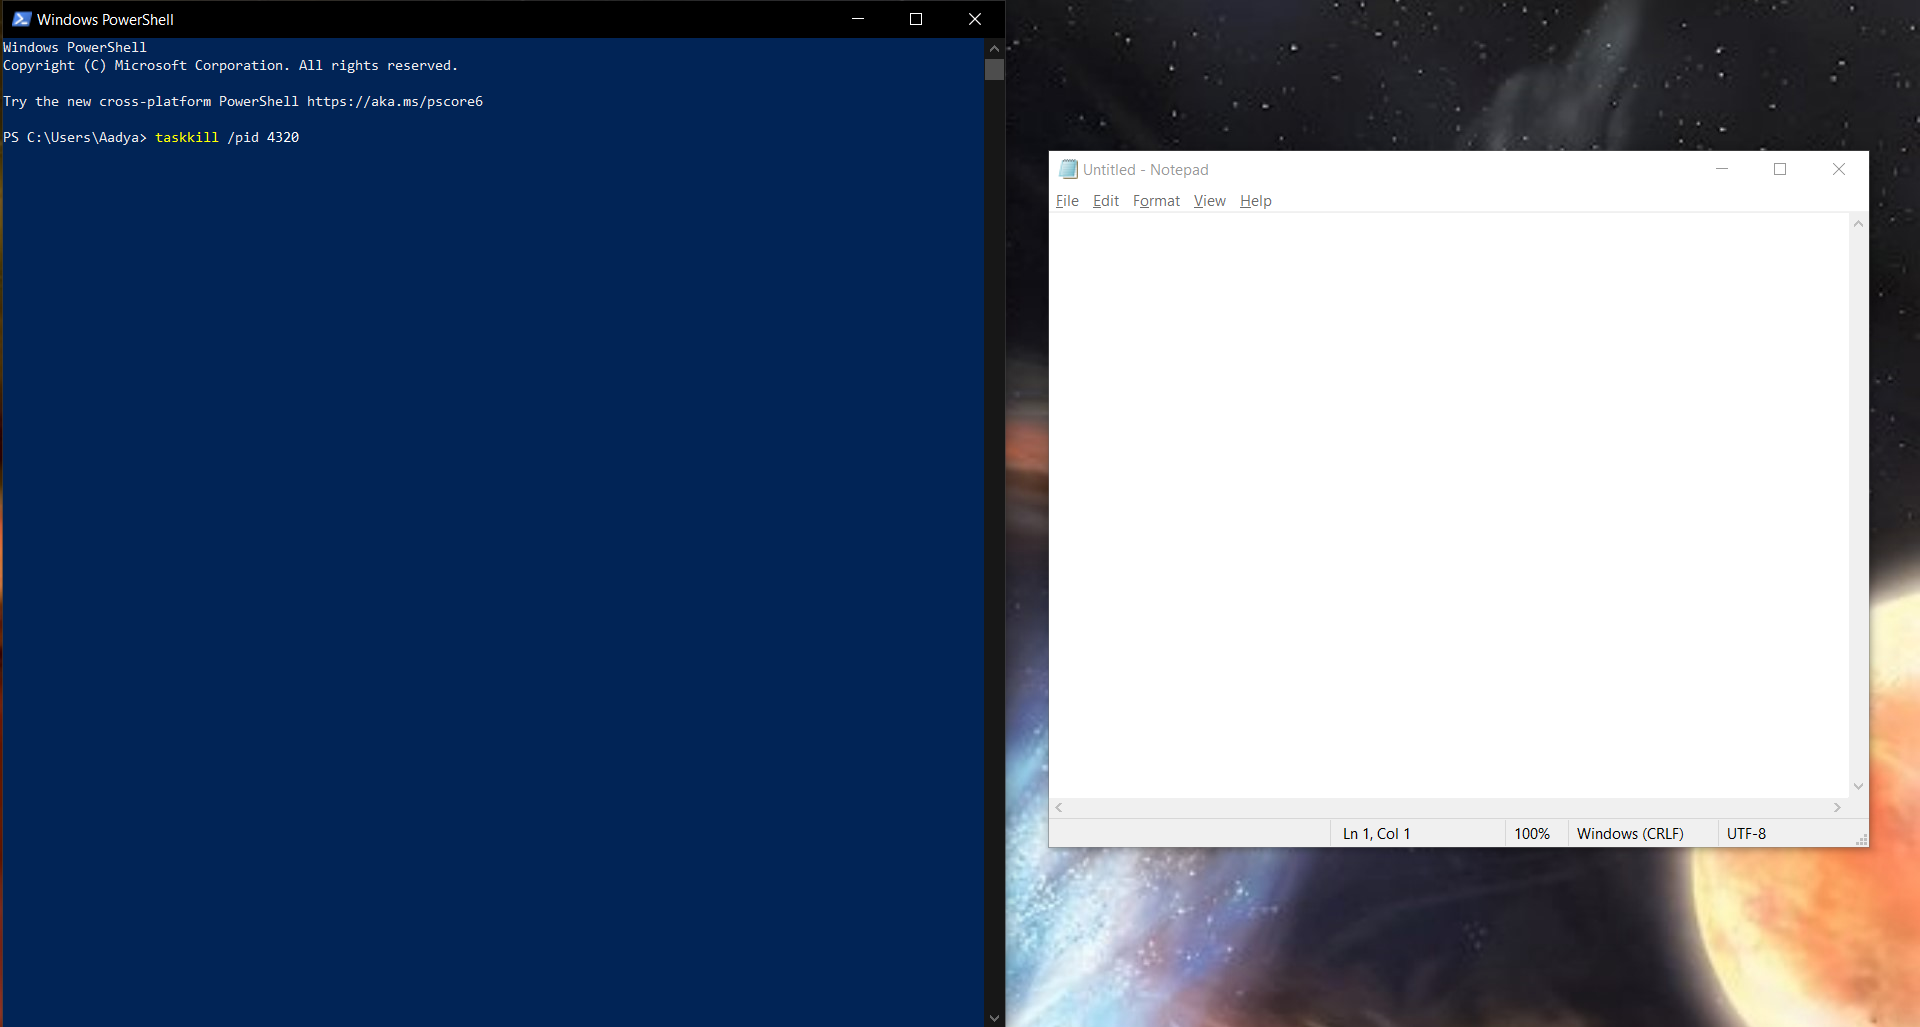 Windows PowerShell
Windows PowerShell
Copyright (C) Microsoft Corporation. All rights reserved.
Try the new cross-platform PowerShell https://aka.ms/pscore6
PS C:\Users\Aadya> taskkill /pid 4320
Untitled - Notepad
File Edit Format View Help
Ln 1, Col 1 100% Windows (CRLF) UTF-8